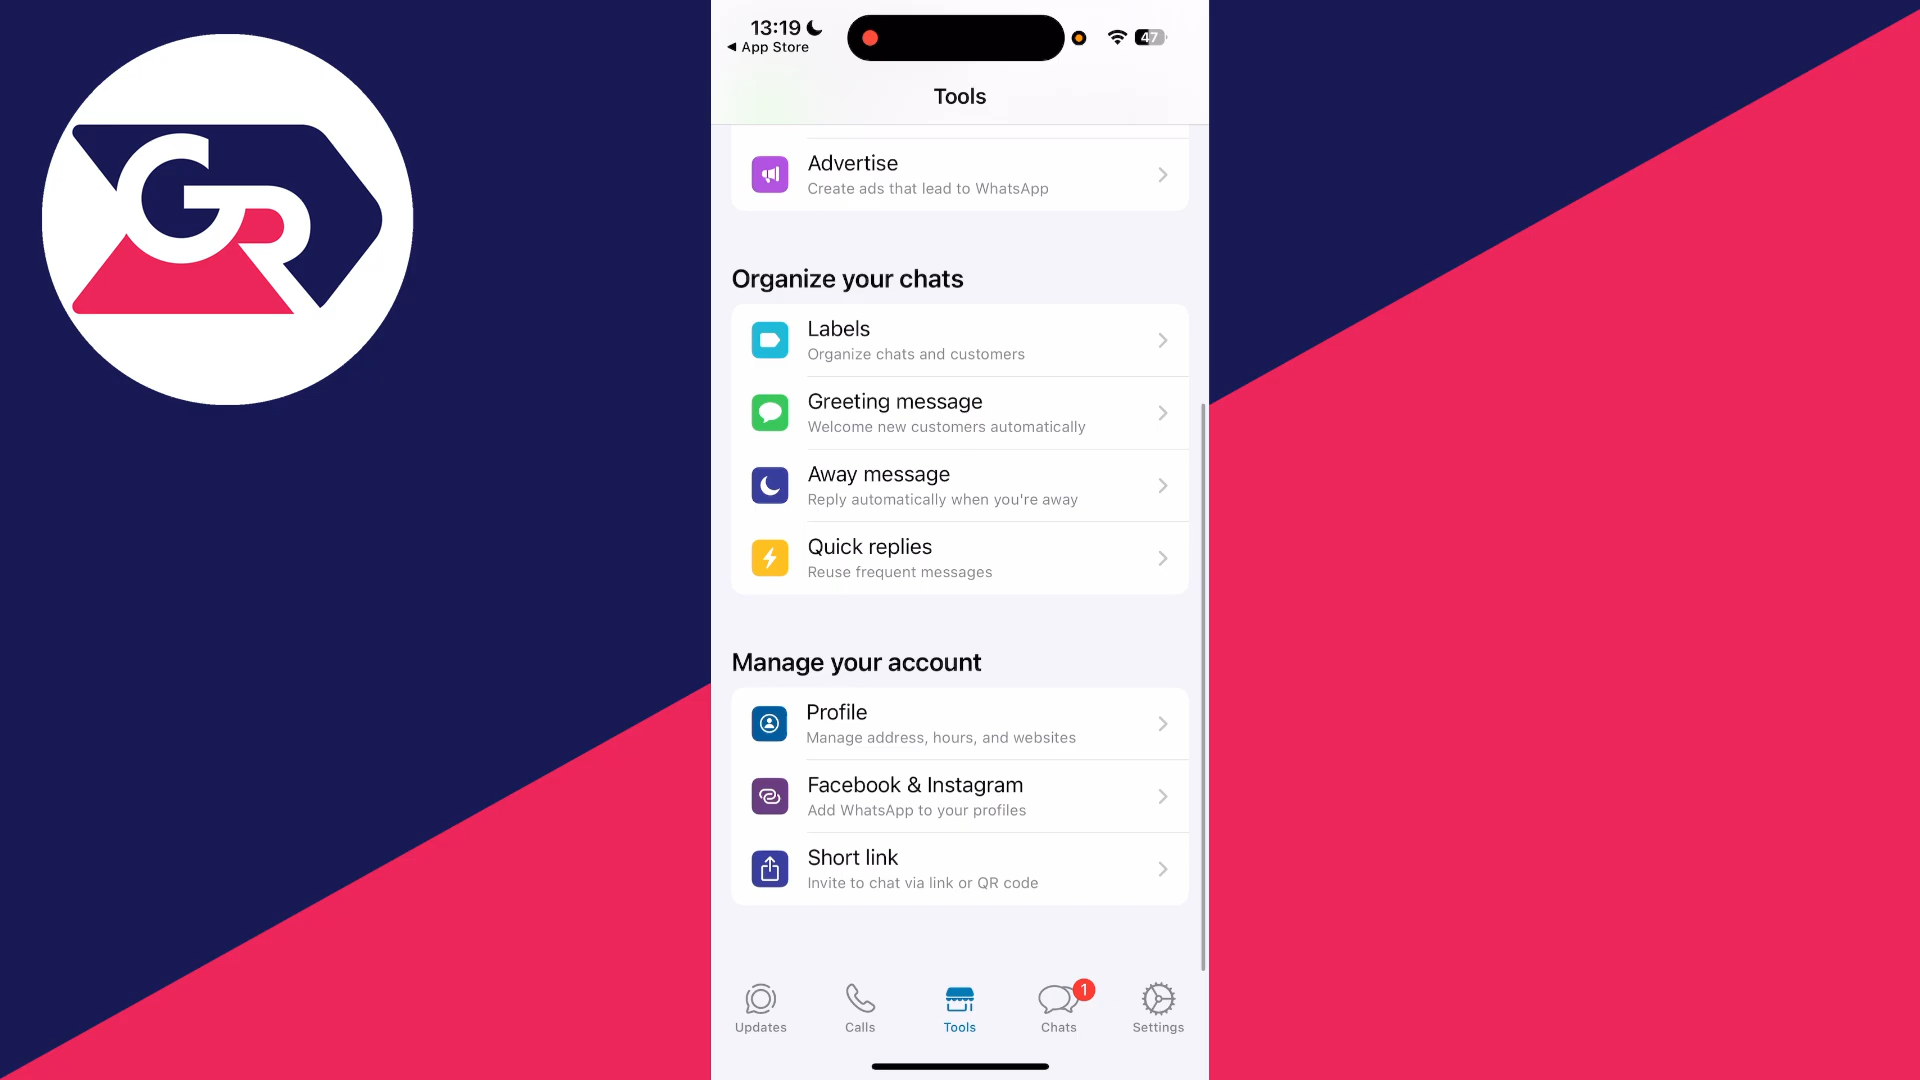 GR
13:19
47
◀ App Store
Tools
Advertise
Create ads that lead to WhatsApp
Organize your chats
Labels
Organize chats and customers
Greeting message
Welcome new customers automatically
Away message
Reply automatically when you're away
Quick replies
Reuse frequent messages
Manage your account
Profile
Manage address, hours, and websites
Facebook & Instagram
Add WhatsApp to your profiles
Short link
Invite to chat via link or QR code
1
Updates Calls Tools Chats Settings